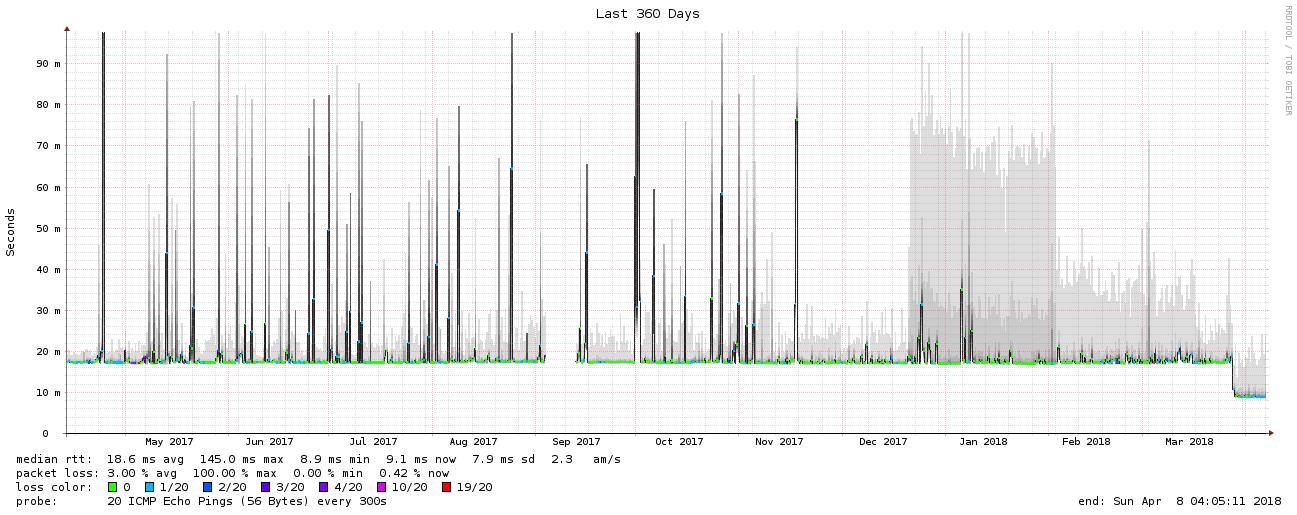 Last 360 Days
RRDTOOL / TOBI OETIKER
Seconds
90 m
80 m
70 m
60 m
50 m
40 m
30 m
20 m
10 m
0
May 2017 Jun 2017 Jul 2017 Aug 2017 Sep 2017 Oct 2017 Nov 2017 Dec 2017 Jan 2018 Feb 2018 Mar 2018
median rtt: 18.6 ms avg 145.0 ms max 8.9 ms min 9.1 ms now 7.9 ms sd 2.3 am/s
packet loss: 3.00 % avg 100.00 % max 0.00 % min 0.42 % now
loss color: 0 1/20 2/20 3/20 4/20 10/20 19/20
probe: 20 ICMP Echo Pings (56 Bytes) every 300s end: Sun Apr 8 04:05:11 2018